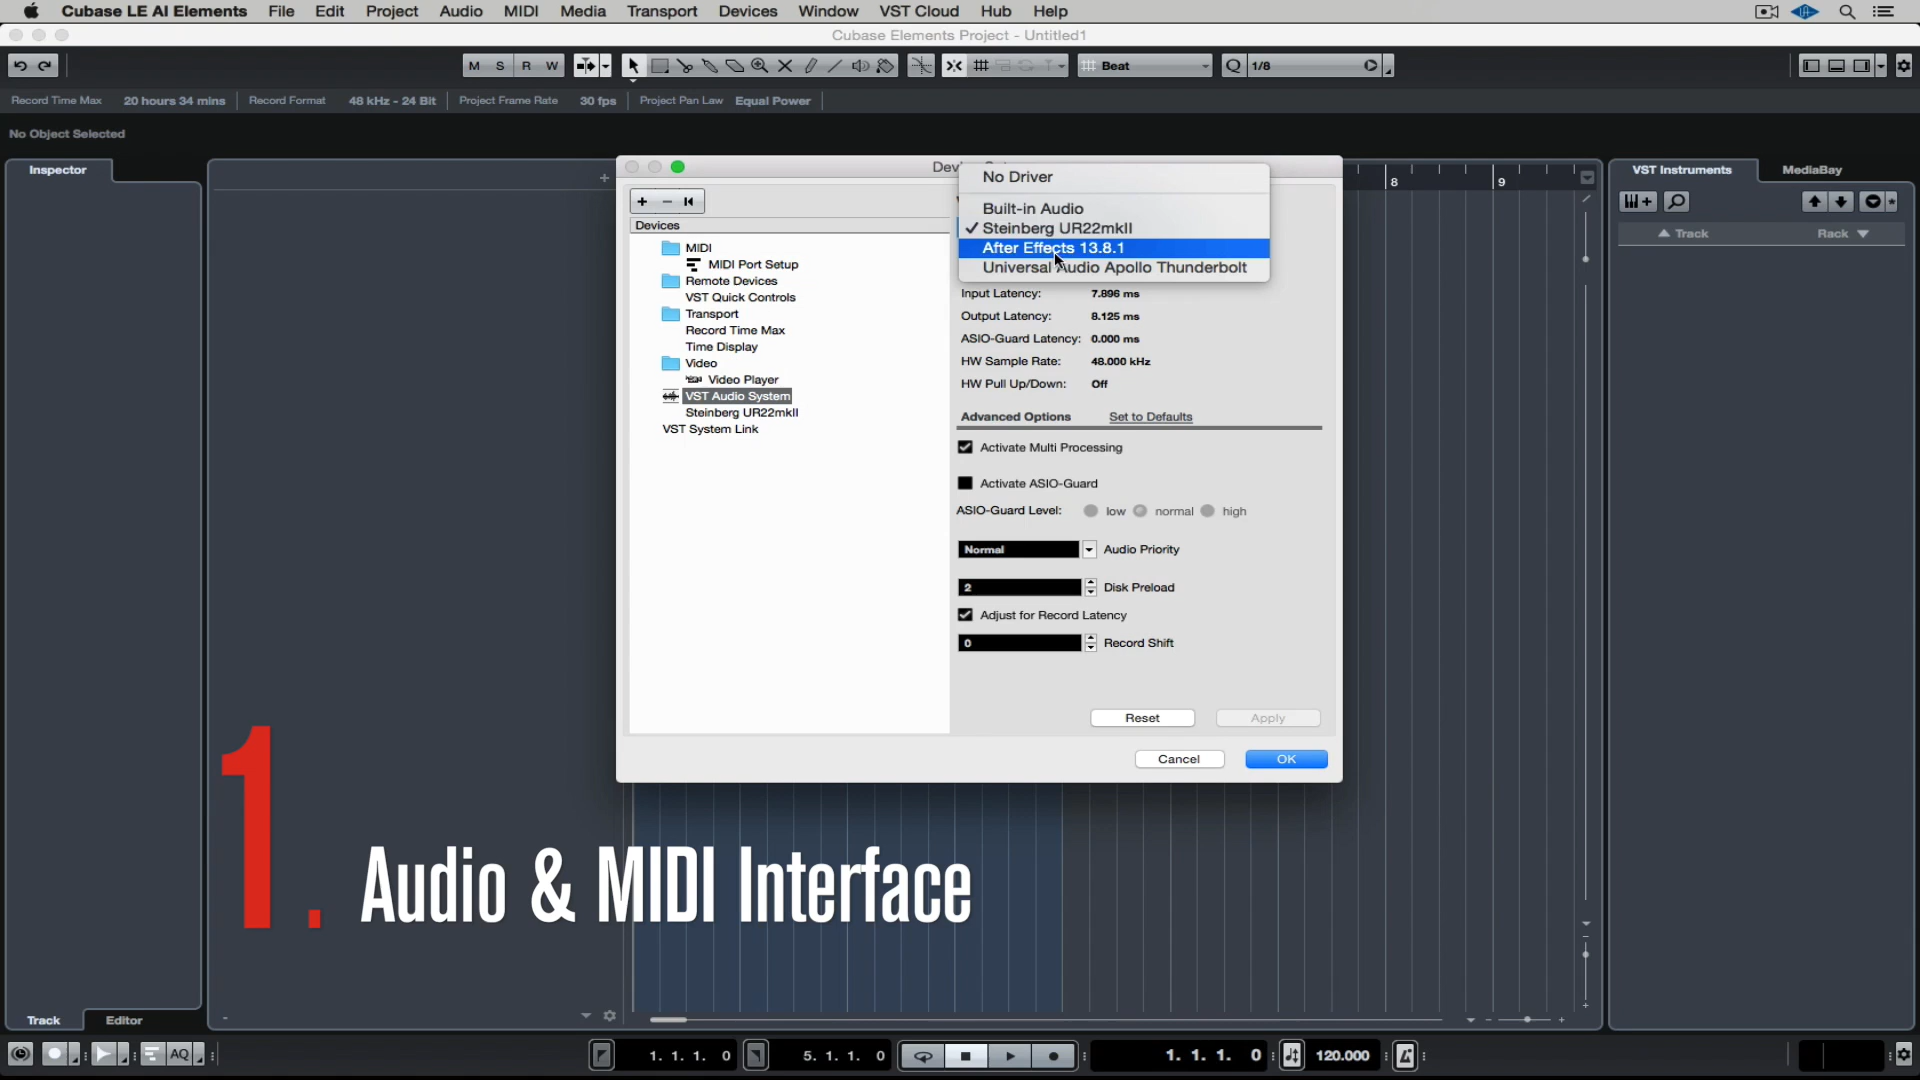 Cubase LE AI Elements File Edit Project Audio MIDI Media Transport Devices Window VST Cloud Hub Help
Cubase Elements Project - Untitled1
M S R W Beat Q 1/8
Record Time Max 20 hours 34 mins Record Format 48 kHz - 24 Bit Project Frame Rate 30 fps Project Pan Law Equal Power
No Object Selected
Inspector
8 9
VST Instruments MediaBay
Track Rack
Devices
MIDI
MIDI Port Setup
Remote Devices
VST Quick Controls
Transport
Record Time Max
Time Display
Video
Video Player
VST Audio System
Steinberg UR22mkII
VST System Link
No Driver
Built-in Audio
✓ Steinberg UR22mkII
After Effects 13.8.1
Universal Audio Apollo Thunderbolt
Input Latency: 7.896 ms
Output Latency: 8.125 ms
ASIO-Guard Latency: 0.000 ms
HW Sample Rate: 48.000 kHz
HW Pull Up/Down: Off
Advanced Options Set to Defaults
Activate Multi Processing
Activate ASIO-Guard
ASIO-Guard Level: low normal high
Normal Audio Priority
2 Disk Preload
Adjust for Record Latency
0 Record Shift
Reset Apply
Cancel OK
1. Audio & MIDI Interface
Track Editor
AQ 1. 1. 1. 0 5. 1. 1. 0 1. 1. 1. 0 120.000